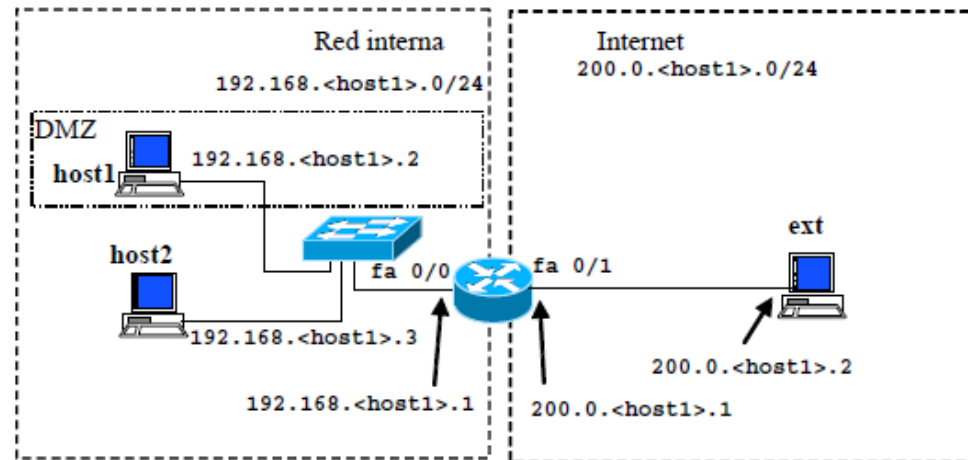 Red interna
192.168.<host1>.0/24
Internet
200.0.<host1>.0/24
DMZ
192.168.<host1>.2
host1
host2
fa 0/0
fa 0/1
ext
192.168.<host1>.3
200.0.<host1>.2
192.168.<host1>.1
200.0.<host1>.1